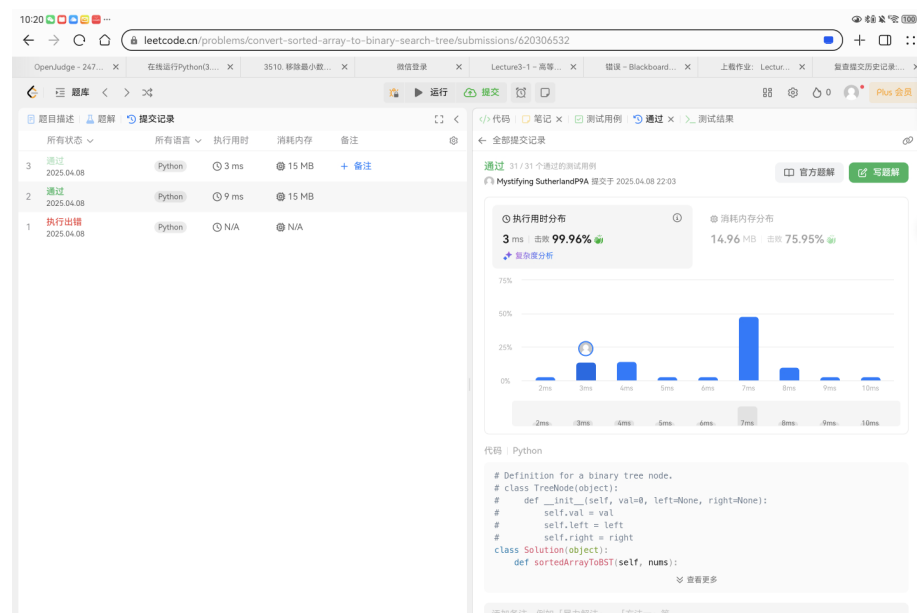 10:20
100
leetcode.cn/problems/convert-sorted-array-to-binary-search-tree/submissions/620306532
OpenJudge - 247...
在线运行Python(3....
3510. 移除最小数...
微信登录
Lecture3-1 – 高等...
错误 – Blackboard...
上载作业: Lectur...
复查提交历史记录:...
题库
运行
提交
0
Plus 会员
题目描述
题解
提交记录
所有状态
所有语言
执行用时
消耗内存
备注
3 通过 Python 3 ms 15 MB + 备注
2025.04.08
2 通过 Python 9 ms 15 MB
2025.04.08
1 执行出错 Python N/A N/A
2025.04.08
</>代码
笔记
测试用例
通过
测试结果
全部提交记录
通过 31 / 31 个通过的测试用例
Mystifying SutherlandP9A 提交于 2025.04.08 22:03
官方题解
写题解
执行用时分布
3 ms 击败 99.96%
复杂度分析
消耗内存分布
14.96 MB 击败 75.95%
75%
50%
25%
0%
2ms 3ms 4ms 5ms 6ms 7ms 8ms 9ms 10ms
2ms 3ms 4ms 5ms 6ms 7ms 8ms 9ms 10ms
代码 | Python
# Definition for a binary tree node.
# class TreeNode(object):
#     def __init__(self, val=0, left=None, right=None):
#         self.val = val
#         self.left = left
#         self.right = right
class Solution(object):
    def sortedArrayToBST(self, nums):
查看更多